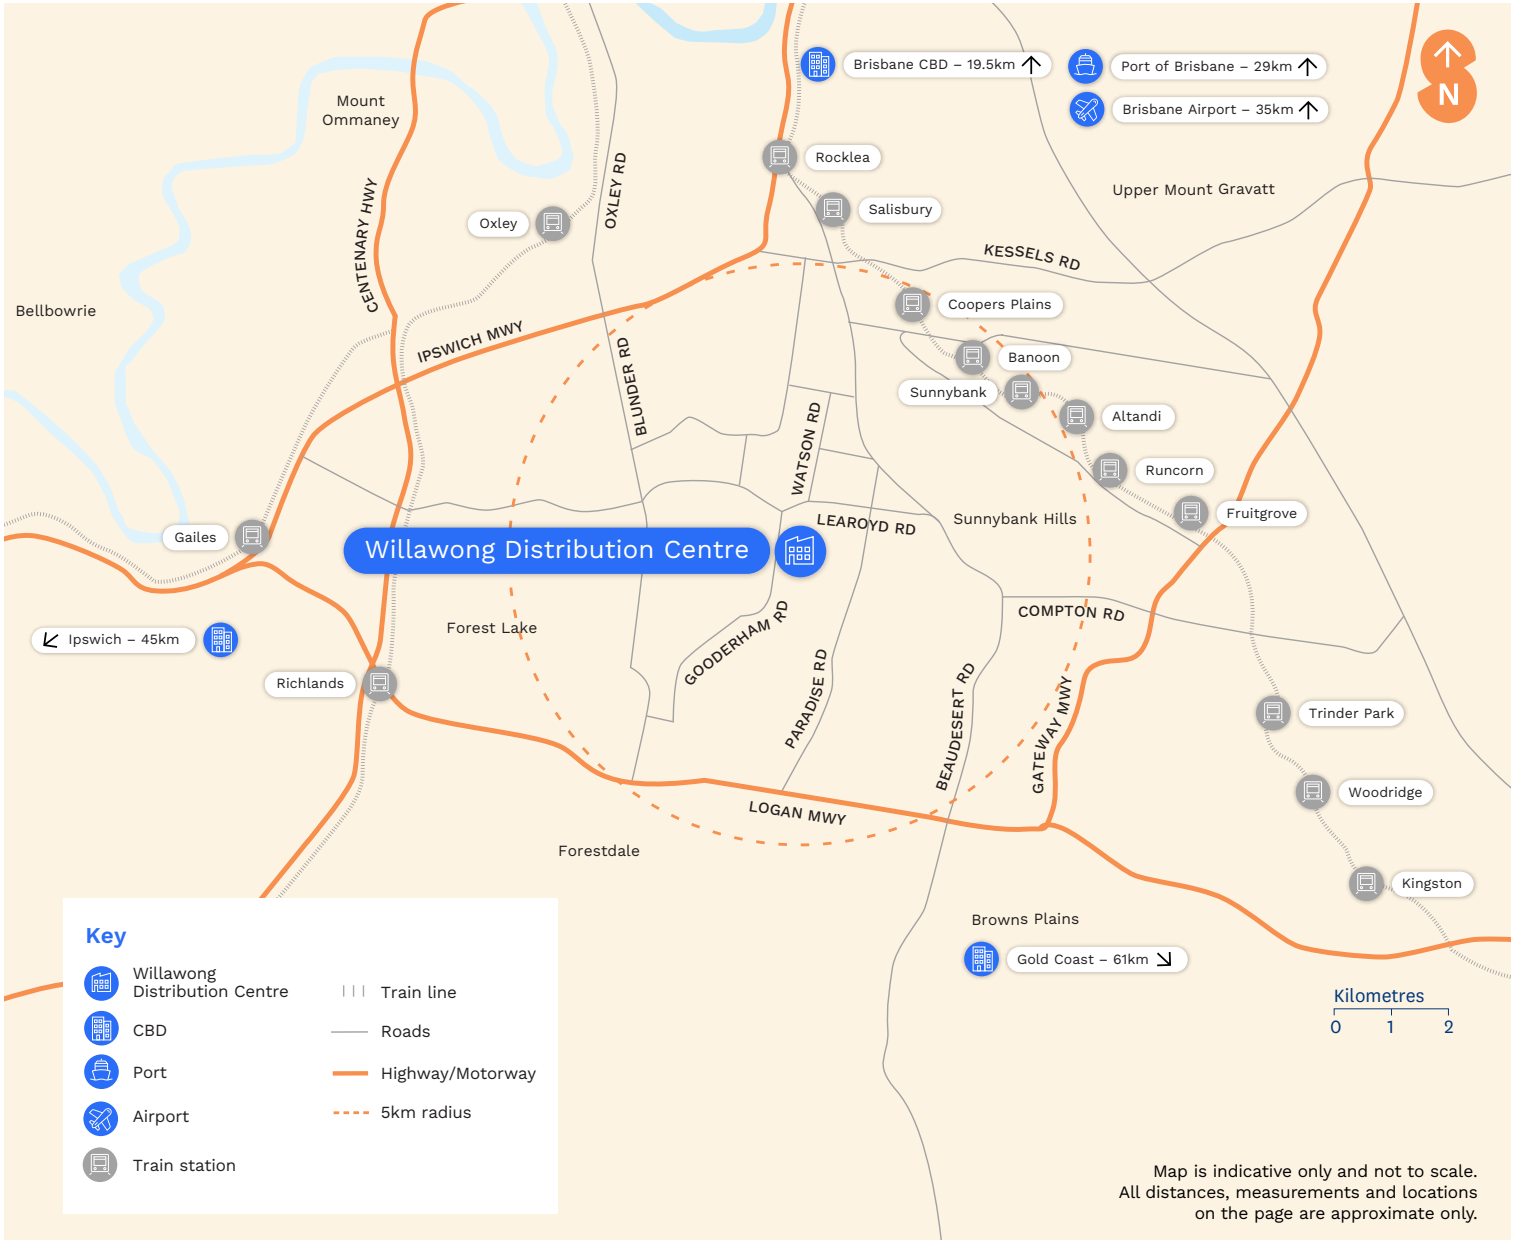 Brisbane CBD – 19.5km
Port of Brisbane – 29km
Brisbane Airport – 35km
N
Mount
Ommaney
Rocklea
Upper Mount Gravatt
OXLEY RD
Salisbury
Oxley
CENTENARY HWY
KESSELS RD
Bellbowrie
Coopers Plains
IPSWICH MWY
BLUNDER RD
Banoon
Sunnybank
Altandi
WATSON RD
Runcorn
Fruitgrove
Sunnybank Hills
LEAROYD RD
Gailes
Willawong Distribution Centre
COMPTON RD
Forest Lake
Ipswich – 45km
GOODERHAM RD
Richlands
PARADISE RD
BEAUDESERT RD
GATEWAY MWY
Trinder Park
Woodridge
LOGAN MWY
Forestdale
Kingston
Browns Plains
Gold Coast – 61km
Key
Willawong
Distribution Centre
CBD
Port
Airport
Train station
Train line
Roads
Highway/Motorway
5km radius
Kilometres
0 1 2
Map is indicative only and not to scale.
All distances, measurements and locations
on the page are approximate only.